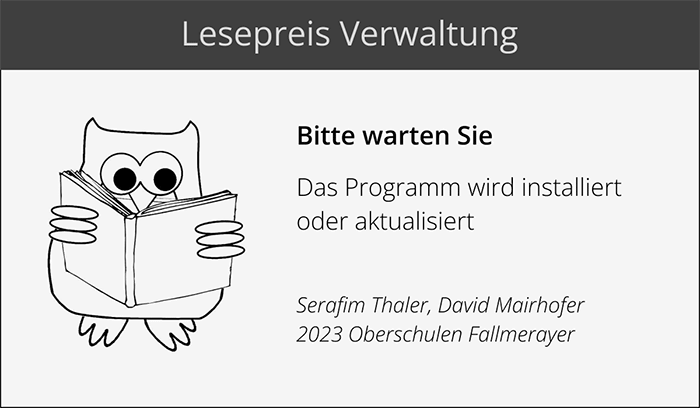 Lesepreis Verwaltung
Bitte warten Sie
Das Programm wird installiert
oder aktualisiert
Serafim Thaler, David Mairhofer
2023 Oberschulen Fallmerayer